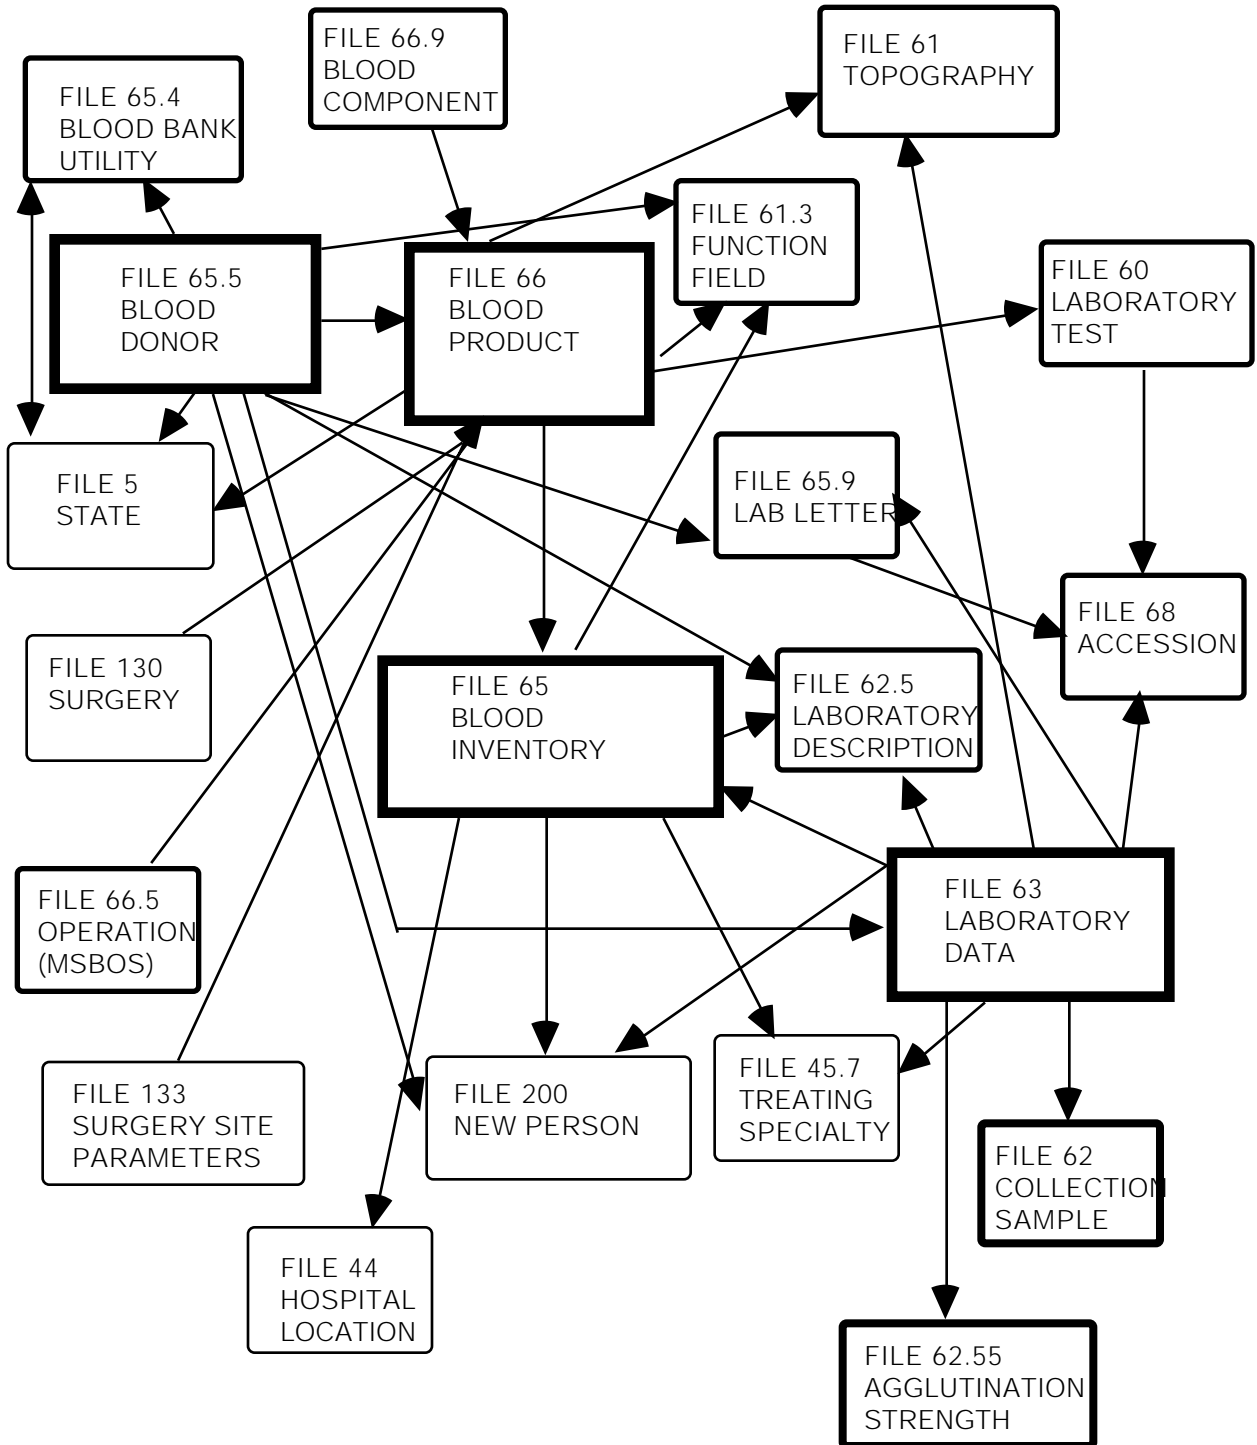 FILE 66.9
BLOOD
COMPONENT
FILE 61
TOPOGRAPHY
FILE 65.4
BLOOD BANK
UTILITY
FILE 61.3
FUNCTION
FIELD
FILE 65.5
BLOOD
DONOR
FILE 66
BLOOD
PRODUCT
FILE 60
LABORATORY
TEST
FILE 5
STATE
FILE 65.9
LAB LETTER
FILE 68
ACCESSION
FILE 130
SURGERY
FILE 65
BLOOD
INVENTORY
FILE 62.5
LABORATORY
DESCRIPTION
FILE 66.5
OPERATION
(MSBOS)
FILE 63
LABORATORY
DATA
FILE 133
SURGERY SITE
PARAMETERS
FILE 200
NEW PERSON
FILE 45.7
TREATING
SPECIALTY
FILE 62
COLLECTION
SAMPLE
FILE 44
HOSPITAL
LOCATION
FILE 62.55
AGGLUTINATION
STRENGTH